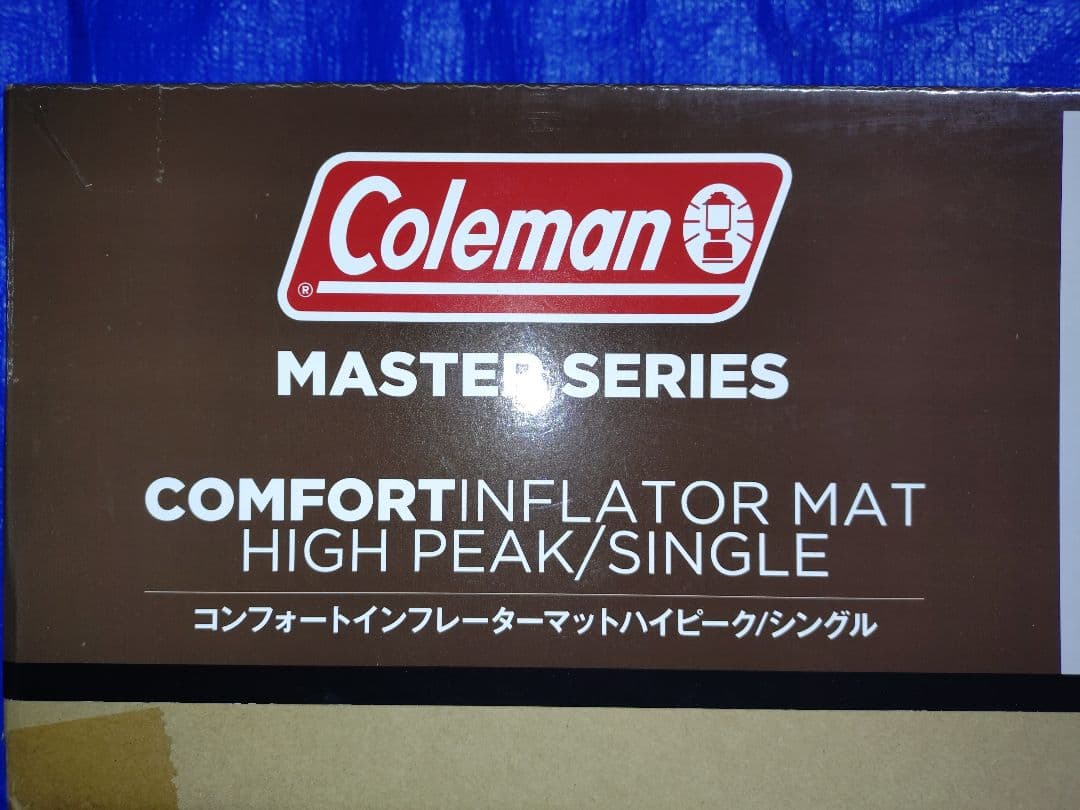 Coleman
®
MASTER SERIES
COMFORTINFLATOR MAT
HIGH PEAK/SINGLE
コンフォートインフレーターマットハイピーク/シングル